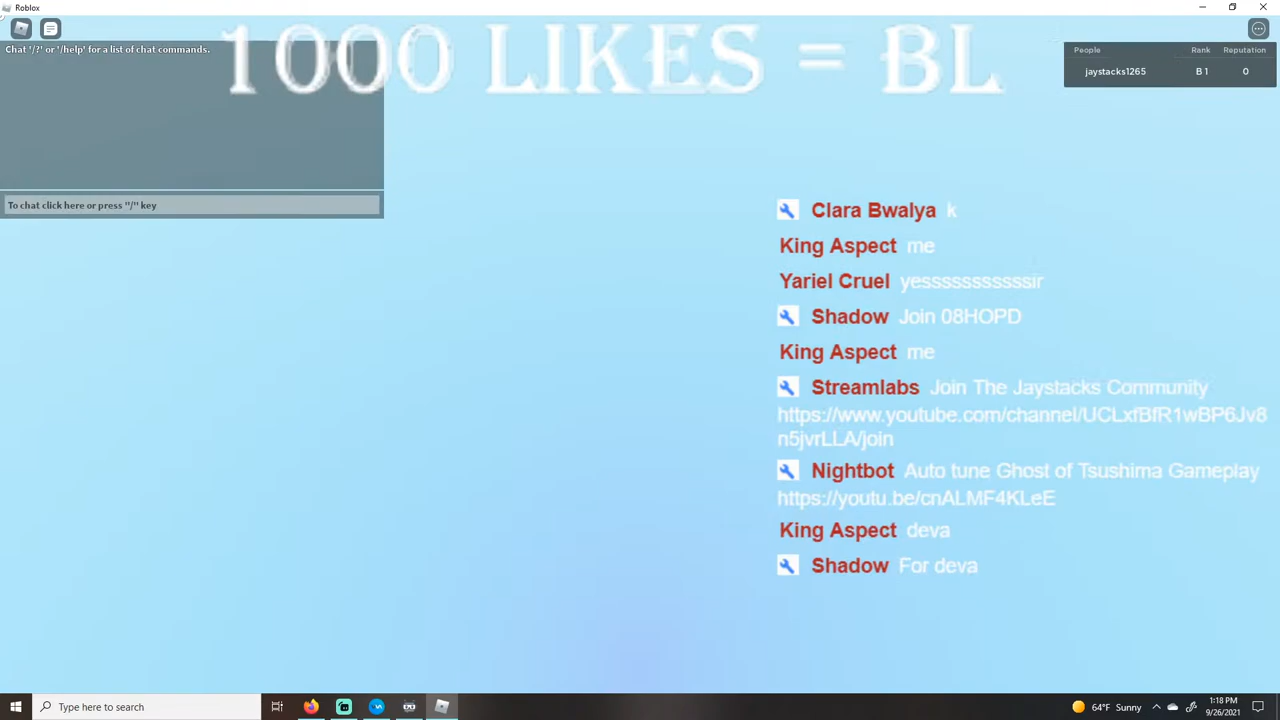 Roblox
Chat '/?' or '/help' for a list of chat commands.
1000 LIKES = BL
People Rank Reputation
jaystacks1265 B 1 0
To chat click here or press "/" key
Clara Bwalya k
King Aspect me
Yariel Cruel yesssssssssssir
Shadow Join 08HOPD
King Aspect me
Streamlabs Join The Jaystacks Community
https://www.youtube.com/channel/UCLxfBfR1wBP6Jv8
n5jvrLLA/join
Nightbot Auto tune Ghost of Tsushima Gameplay
https://youtu.be/cnALMF4KLeE
King Aspect deva
Shadow For deva
Type here to search
64°F Sunny
1:18 PM
9/26/2021